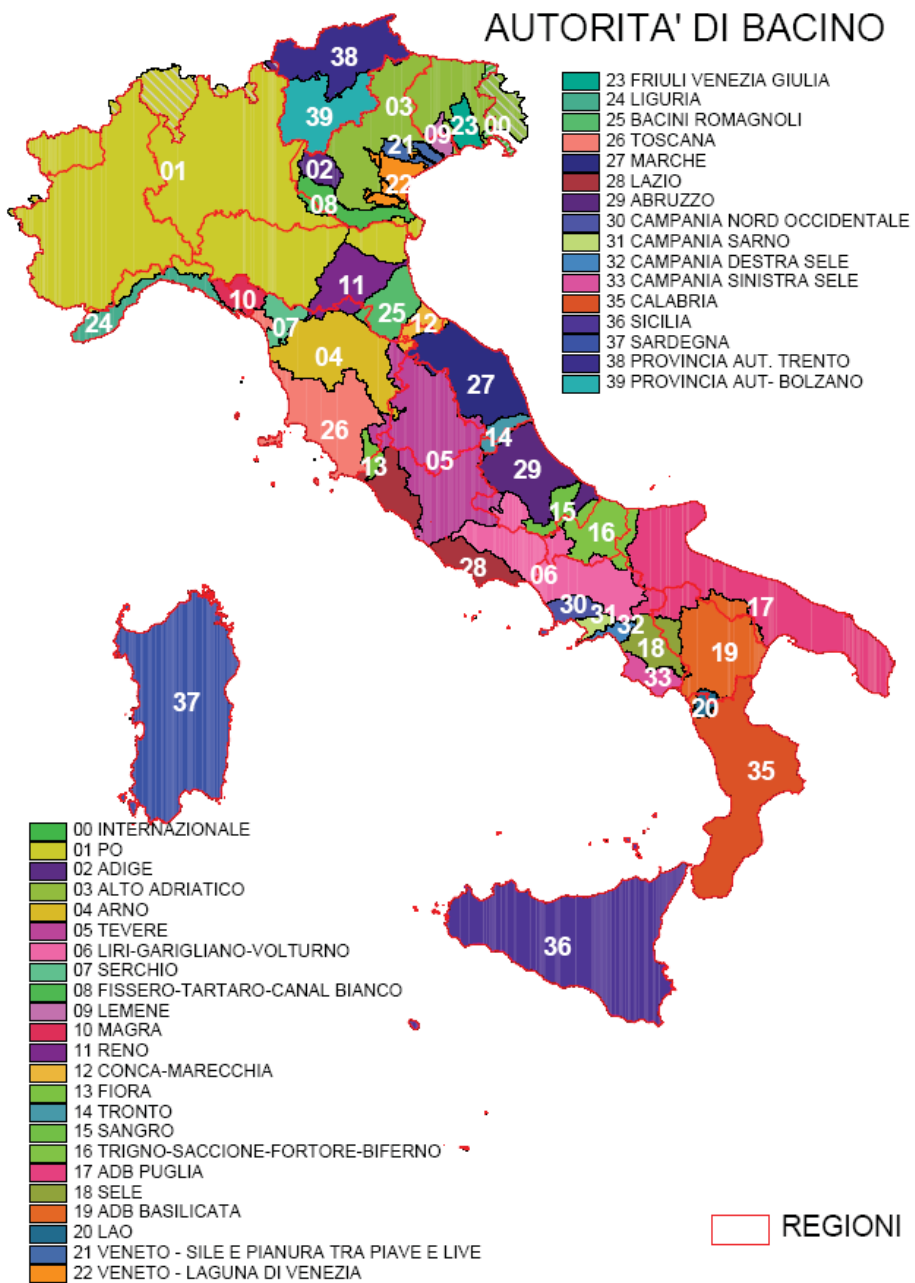 AUTORITA' DI BACINO
23 FRIULI VENEZIA GIULIA
24 LIGURIA
25 BACINI ROMAGNOLI
26 TOSCANA
27 MARCHE
28 LAZIO
29 ABRUZZO
30 CAMPANIA NORD OCCIDENTALE
31 CAMPANIA SARNO
32 CAMPANIA DESTRA SELE
33 CAMPANIA SINISTRA SELE
35 CALABRIA
36 SICILIA
37 SARDEGNA
38 PROVINCIA AUT. TRENTO
39 PROVINCIA AUT- BOLZANO
38
03
39
09
23
00
21
01
02
22
08
11
10
25
24
07
12
04
27
26
14
05
13
29
15
16
28
06
30
31
17
32
18
19
33
37
20
35
36
00 INTERNAZIONALE
01 PO
02 ADIGE
03 ALTO ADRIATICO
04 ARNO
05 TEVERE
06 LIRI-GARIGLIANO-VOLTURNO
07 SERCHIO
08 FISSERO-TARTARO-CANAL BIANCO
09 LEMENE
10 MAGRA
11 RENO
12 CONCA-MARECCHIA
13 FIORA
14 TRONTO
15 SANGRO
16 TRIGNO-SACCIONE-FORTORE-BIFERNO
17 ADB PUGLIA
18 SELE
19 ADB BASILICATA
20 LAO
21 VENETO - SILE E PIANURA TRA PIAVE E LIVE
22 VENETO - LAGUNA DI VENEZIA
REGIONI